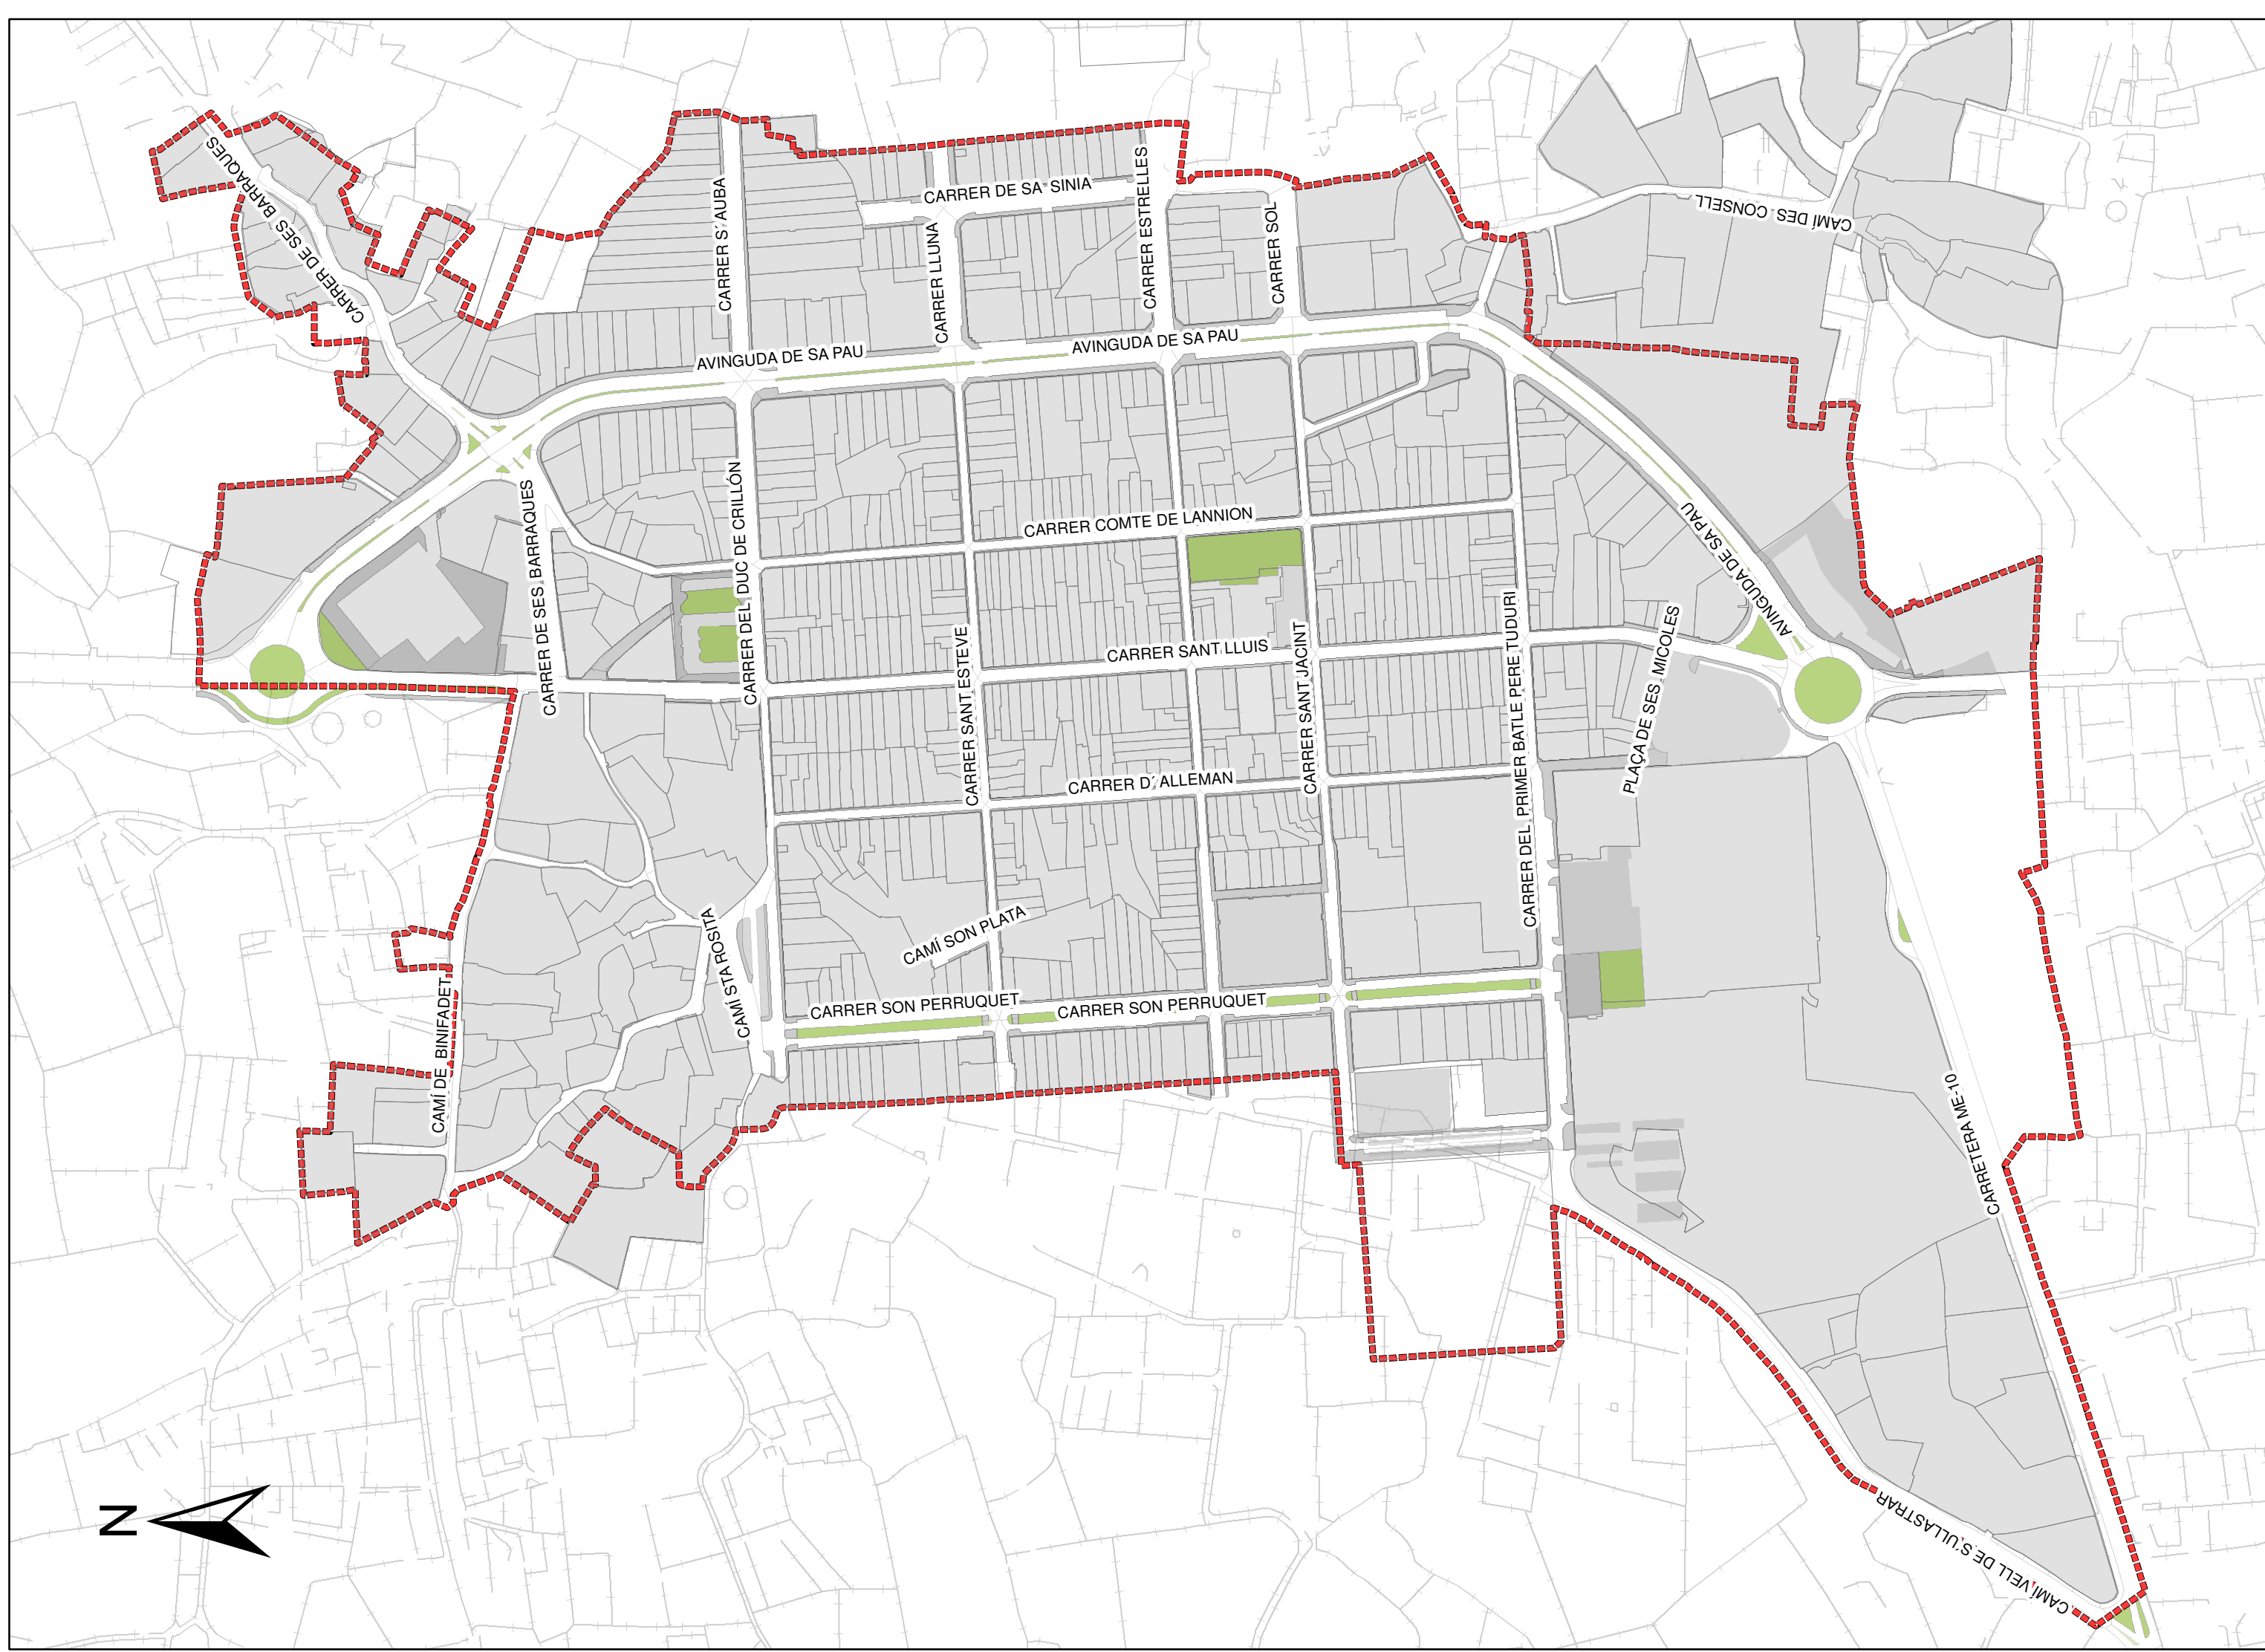 CARRER DE SES BARRAQUES
CARRER S'AUBA
CARRER DE SA SINIA
CARRER LLUNA
CARRER ESTRELLES
CARRER SOL
CAMÍ DES CONSELL
AVINGUDA DE SA PAU
AVINGUDA DE SA PAU
CARRER DE SES BARRAQUES
CARRER DEL DUC DE CRILLÓN
CARRER COMTE DE LANNION
AVINGUDA DE SA PAU
CARRER SANT ESTEVE
CARRER SANT LLUIS
CARRER SANT JACINT
CARRER DEL PRIMER BATLE PERE TUDURI
PLAÇA DE SES MICOLES
CARRER D'ALLEMAN
CAMÍ SON PLATA
CAMÍ STA ROSITA
CARRER SON PERRUQUET
CARRER SON PERRUQUET
CAMÍ DE BINIFADET
CARRETERA ME-10
CAMÍ VELL DE S'ULLASTRAR
N